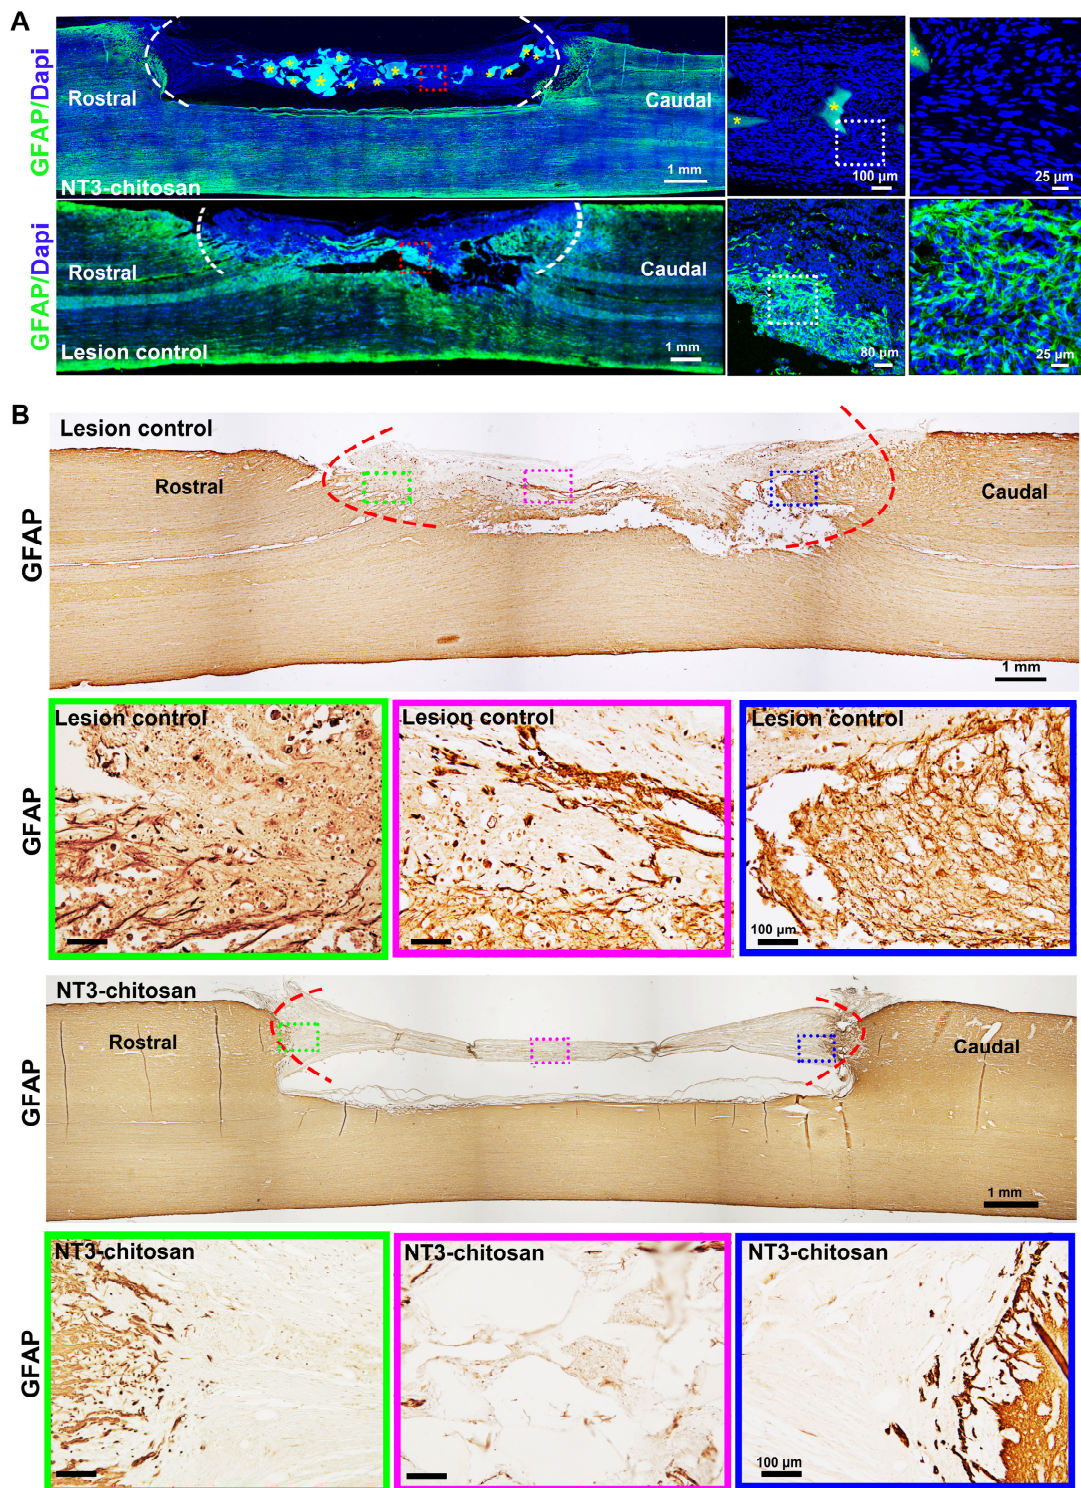 A
GFAP/Dapi
Rostral
Caudal
1 mm
NT3-chitosan
*
100 µm
*
25 µm
GFAP/Dapi
Rostral
Caudal
1 mm
Lesion control
80 µm
25 µm
B
GFAP
Lesion control
Rostral
Caudal
1 mm
GFAP
Lesion control
Lesion control
Lesion control
100 µm
GFAP
NT3-chitosan
Rostral
Caudal
1 mm
GFAP
NT3-chitosan
NT3-chitosan
NT3-chitosan
100 µm